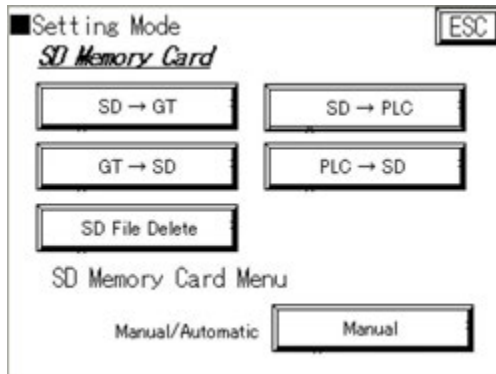 ■Setting Mode
ESC
SD Memory Card
SD → GT
SD → PLC
GT → SD
PLC → SD
SD File Delete
SD Memory Card Menu
Manual/Automatic
Manual